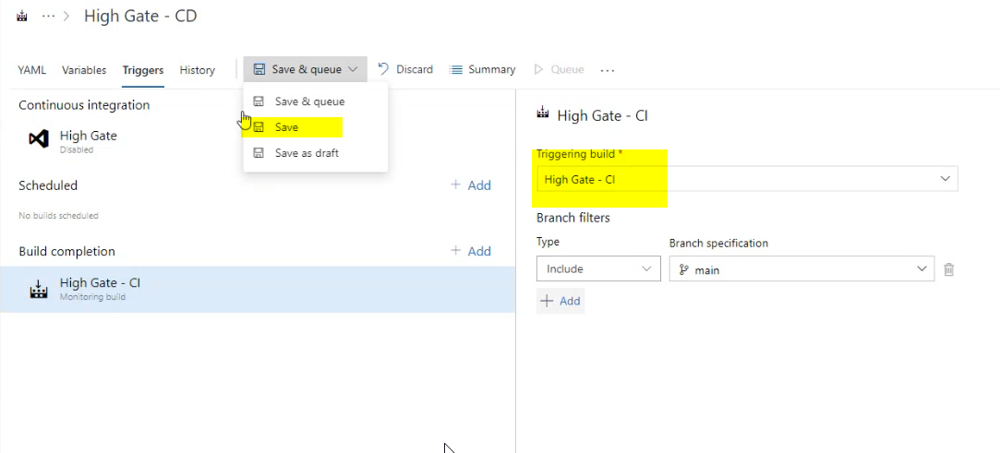 ··· > High Gate - CD
YAML Variables Triggers History Save & queue Discard Summary Queue ···
Save & queue
Save
Save as draft
Continuous integration
High Gate
Disabled
Scheduled + Add
No builds scheduled
Build completion + Add
High Gate - CI
Monitoring build
High Gate - CI
Triggering build *
High Gate - CI
Branch filters
Type Branch specification
Include main
+ Add